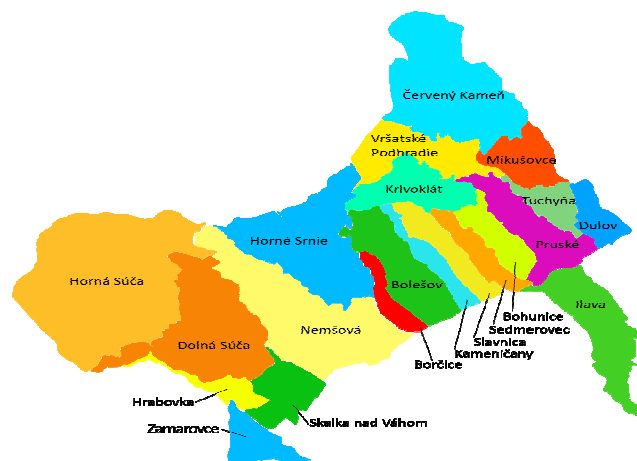 Červený Kameň
Vršatské
Podhradie
Mikušovce
Krivoklát
Tuchyňa
Dulov
Horné Srnie
Pruské
Horná Súča
Bolešov
Ilava
Bohunice
Nemšová
Sedmerovec
Dolná Súča
Slavnica
Kameničany
Borčice
Hrabovka
Skalka nad Váhom
Zamarovce